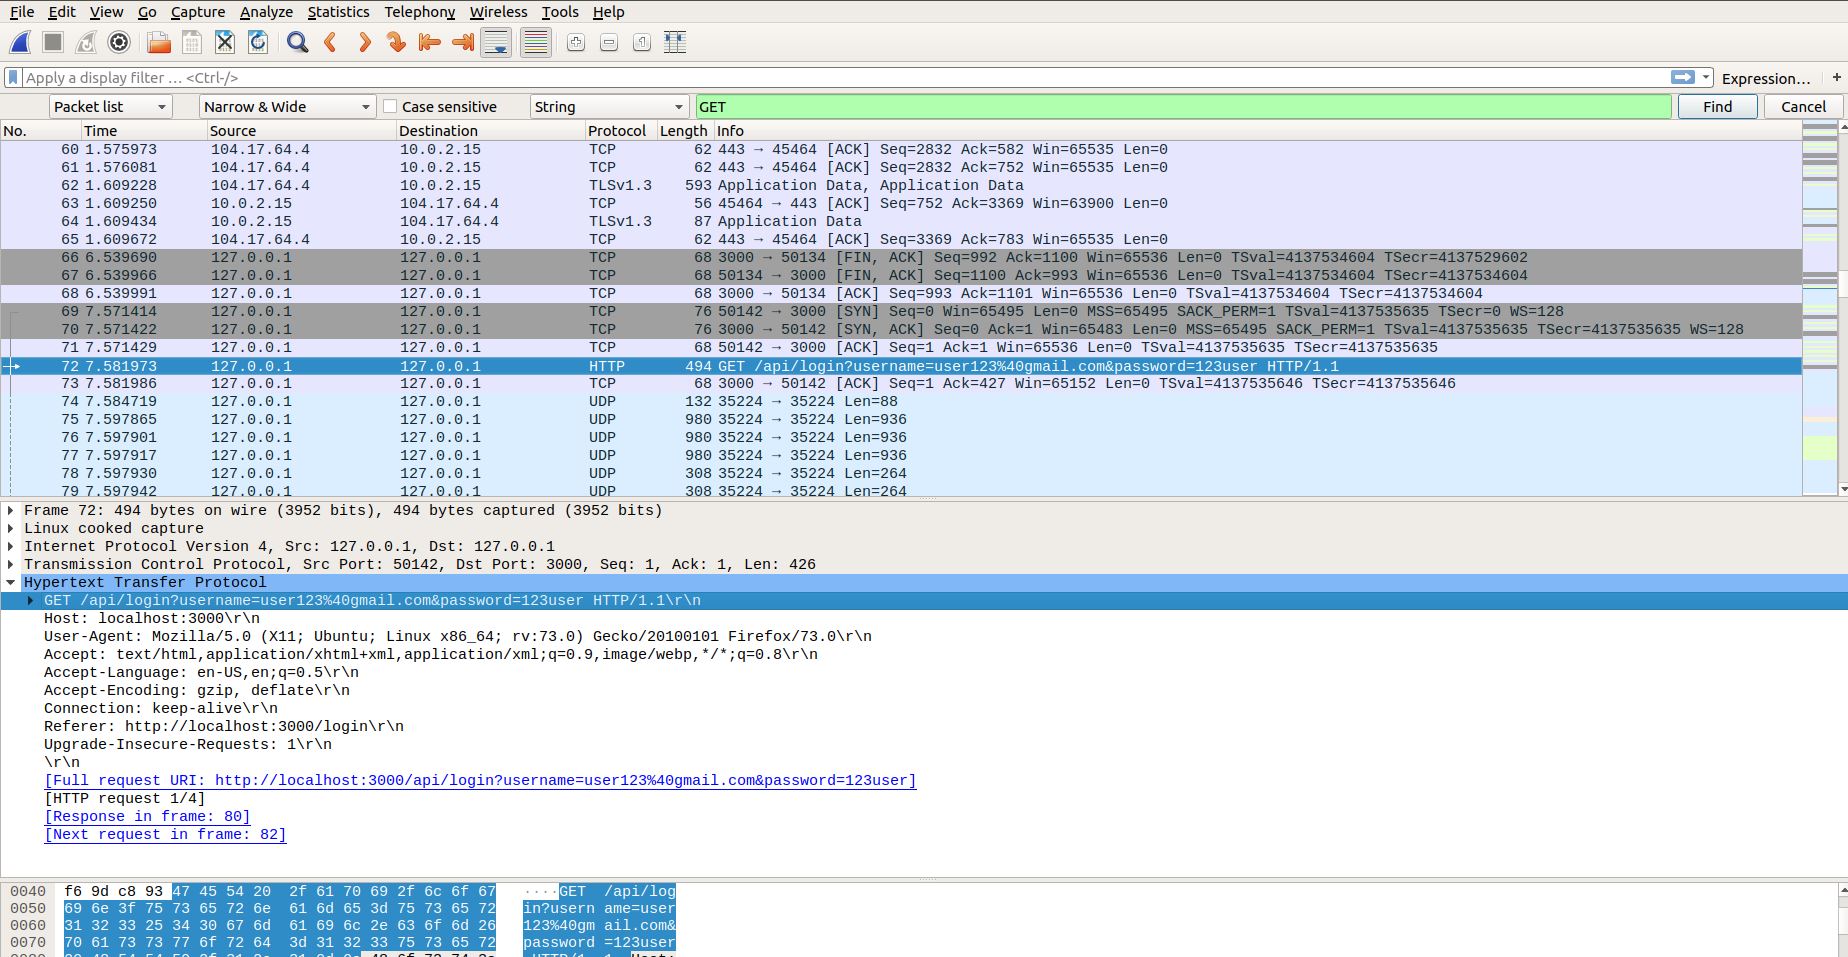 File Edit View Go Capture Analyze Statistics Telephony Wireless Tools Help
Apply a display filter … <Ctrl-/> Expression… +
Packet list Narrow & Wide Case sensitive String GET Find Cancel
No. Time Source Destination Protocol Length Info
60 1.575973 104.17.64.4 10.0.2.15 TCP 62 443 → 45464 [ACK] Seq=2832 Ack=582 Win=65535 Len=0
61 1.576081 104.17.64.4 10.0.2.15 TCP 62 443 → 45464 [ACK] Seq=2832 Ack=752 Win=65535 Len=0
62 1.609228 104.17.64.4 10.0.2.15 TLSv1.3 593 Application Data, Application Data
63 1.609250 10.0.2.15 104.17.64.4 TCP 56 45464 → 443 [ACK] Seq=752 Ack=3369 Win=63900 Len=0
64 1.609434 10.0.2.15 104.17.64.4 TLSv1.3 87 Application Data
65 1.609672 104.17.64.4 10.0.2.15 TCP 62 443 → 45464 [ACK] Seq=3369 Ack=783 Win=65535 Len=0
66 6.539690 127.0.0.1 127.0.0.1 TCP 68 3000 → 50134 [FIN, ACK] Seq=992 Ack=1100 Win=65536 Len=0 TSval=4137534604 TSecr=4137529602
67 6.539966 127.0.0.1 127.0.0.1 TCP 68 50134 → 3000 [FIN, ACK] Seq=1100 Ack=993 Win=65536 Len=0 TSval=4137534604 TSecr=4137534604
68 6.539991 127.0.0.1 127.0.0.1 TCP 68 3000 → 50134 [ACK] Seq=993 Ack=1101 Win=65536 Len=0 TSval=4137534604 TSecr=4137534604
69 7.571414 127.0.0.1 127.0.0.1 TCP 76 50142 → 3000 [SYN] Seq=0 Win=65495 Len=0 MSS=65495 SACK_PERM=1 TSval=4137535635 TSecr=0 WS=128
70 7.571422 127.0.0.1 127.0.0.1 TCP 76 3000 → 50142 [SYN, ACK] Seq=0 Ack=1 Win=65483 Len=0 MSS=65495 SACK_PERM=1 TSval=4137535635 TSecr=4137535635 WS=128
71 7.571429 127.0.0.1 127.0.0.1 TCP 68 50142 → 3000 [ACK] Seq=1 Ack=1 Win=65536 Len=0 TSval=4137535635 TSecr=4137535635
72 7.581973 127.0.0.1 127.0.0.1 HTTP 494 GET /api/login?username=user123%40gmail.com&password=123user HTTP/1.1
73 7.581986 127.0.0.1 127.0.0.1 TCP 68 3000 → 50142 [ACK] Seq=1 Ack=427 Win=65152 Len=0 TSval=4137535646 TSecr=4137535646
74 7.584719 127.0.0.1 127.0.0.1 UDP 132 35224 → 35224 Len=88
75 7.597865 127.0.0.1 127.0.0.1 UDP 980 35224 → 35224 Len=936
76 7.597901 127.0.0.1 127.0.0.1 UDP 980 35224 → 35224 Len=936
77 7.597917 127.0.0.1 127.0.0.1 UDP 980 35224 → 35224 Len=936
78 7.597930 127.0.0.1 127.0.0.1 UDP 308 35224 → 35224 Len=264
79 7.597942 127.0.0.1 127.0.0.1 UDP 308 35224 → 35224 Len=264
Frame 72: 494 bytes on wire (3952 bits), 494 bytes captured (3952 bits)
Linux cooked capture
Internet Protocol Version 4, Src: 127.0.0.1, Dst: 127.0.0.1
Transmission Control Protocol, Src Port: 50142, Dst Port: 3000, Seq: 1, Ack: 1, Len: 426
Hypertext Transfer Protocol
GET /api/login?username=user123%40gmail.com&password=123user HTTP/1.1\r\n
Host: localhost:3000\r\n
User-Agent: Mozilla/5.0 (X11; Ubuntu; Linux x86_64; rv:73.0) Gecko/20100101 Firefox/73.0\r\n
Accept: text/html,application/xhtml+xml,application/xml;q=0.9,image/webp,*/*;q=0.8\r\n
Accept-Language: en-US,en;q=0.5\r\n
Accept-Encoding: gzip, deflate\r\n
Connection: keep-alive\r\n
Referer: http://localhost:3000/login\r\n
Upgrade-Insecure-Requests: 1\r\n
\r\n
[Full request URI: http://localhost:3000/api/login?username=user123%40gmail.com&password=123user]
[HTTP request 1/4]
[Response in frame: 80]
[Next request in frame: 82]
0040 f6 9d c8 93 47 45 54 20 2f 61 70 69 2f 6c 6f 67 ····GET /api/log
0050 69 6e 3f 75 73 65 72 6e 61 6d 65 3d 75 73 65 72 in?usern ame=user
0060 31 32 33 25 34 30 67 6d 61 69 6c 2e 63 6f 6d 26 123%40gm ail.com&
0070 70 61 73 73 77 6f 72 64 3d 31 32 33 75 73 65 72 password =123user